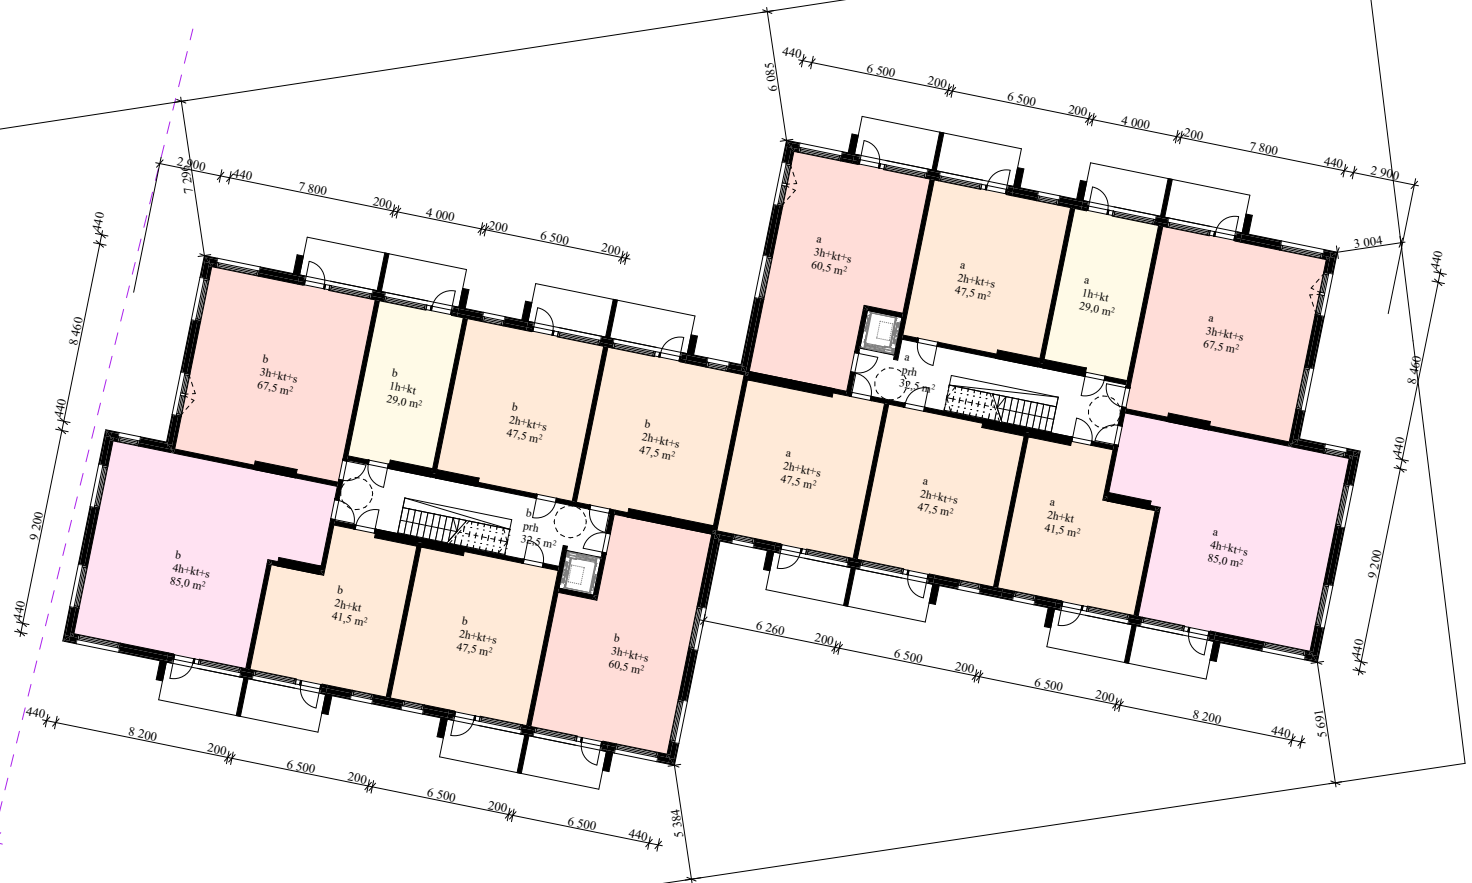 440
6 500
200
6 500
200
4 000
200
7 800
440
2 900
6 085
3 004
440
8 460
440
9 200
440
2 900
440
7 800
200
4 000
200
6 500
200
7 290
440
8 460
440
9 200
440
a
3h+kt+s
60,5 m²
a
2h+kt+s
47,5 m²
a
1h+kt
29,0 m²
a
3h+kt+s
67,5 m²
a
prh
32,5 m²
b
3h+kt+s
67,5 m²
b
1h+kt
29,0 m²
b
2h+kt+s
47,5 m²
b
2h+kt+s
47,5 m²
a
2h+kt+s
47,5 m²
a
2h+kt+s
47,5 m²
a
2h+kt
41,5 m²
a
4h+kt+s
85,0 m²
b
prh
32,5 m²
b
4h+kt+s
85,0 m²
b
2h+kt
41,5 m²
b
2h+kt+s
47,5 m²
b
3h+kt+s
60,5 m²
6 260
200
6 500
200
6 500
200
8 200
440
5 691
440
8 200
200
6 500
200
6 500
200
6 500
440
5 384